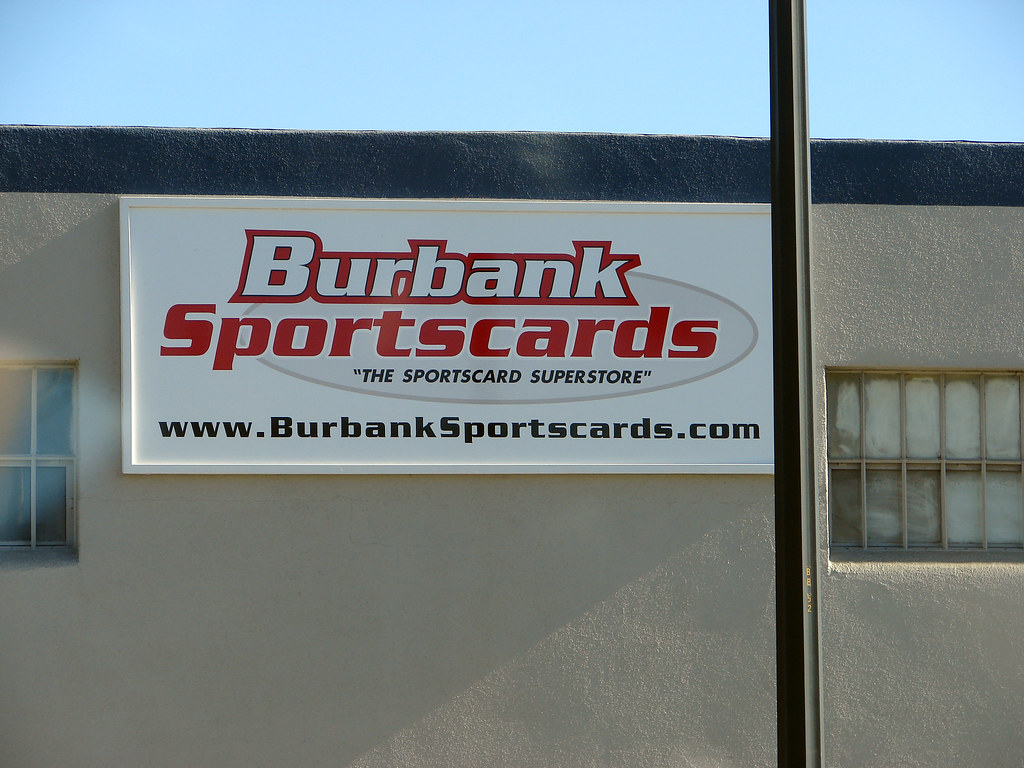 Burbank
Sportscards
"THE SPORTSCARD SUPERSTORE"
www.BurbankSportscards.com